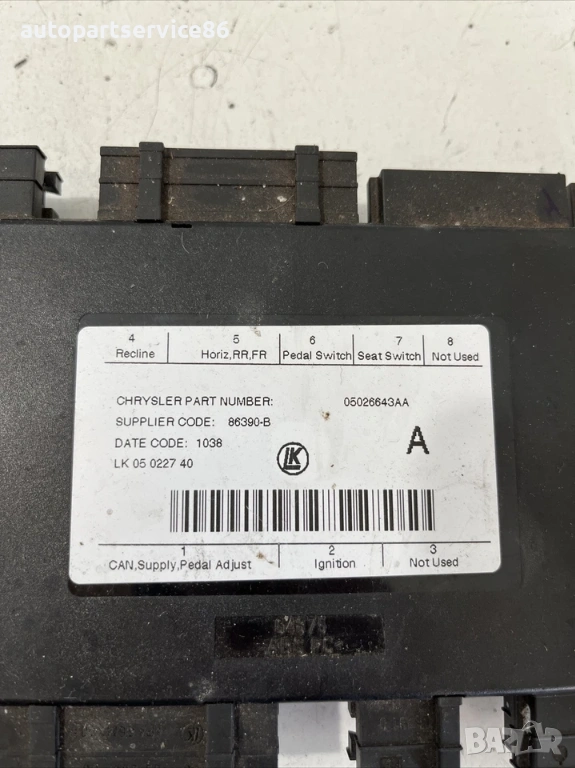 autopartservice86
4 5 6 7 8
Recline Horiz,RR,FR Pedal Switch Seat Switch Not Used
CHRYSLER PART NUMBER: 05026643AA
SUPPLIER CODE: 86390-B
DATE CODE: 1038
A
LK 05 0227 40
LK
1 2 3
CAN,Supply,Pedal Adjust Ignition Not Used
BAZAR